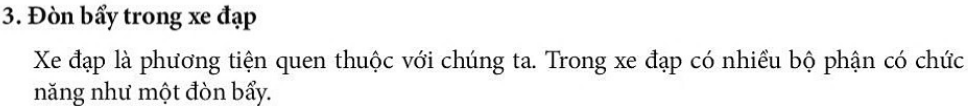 3. Đòn bẩy trong xe đạp
Xe đạp là phương tiện quen thuộc với chúng ta. Trong xe đạp có nhiều bộ phận có chức
năng như một đòn bẩy.